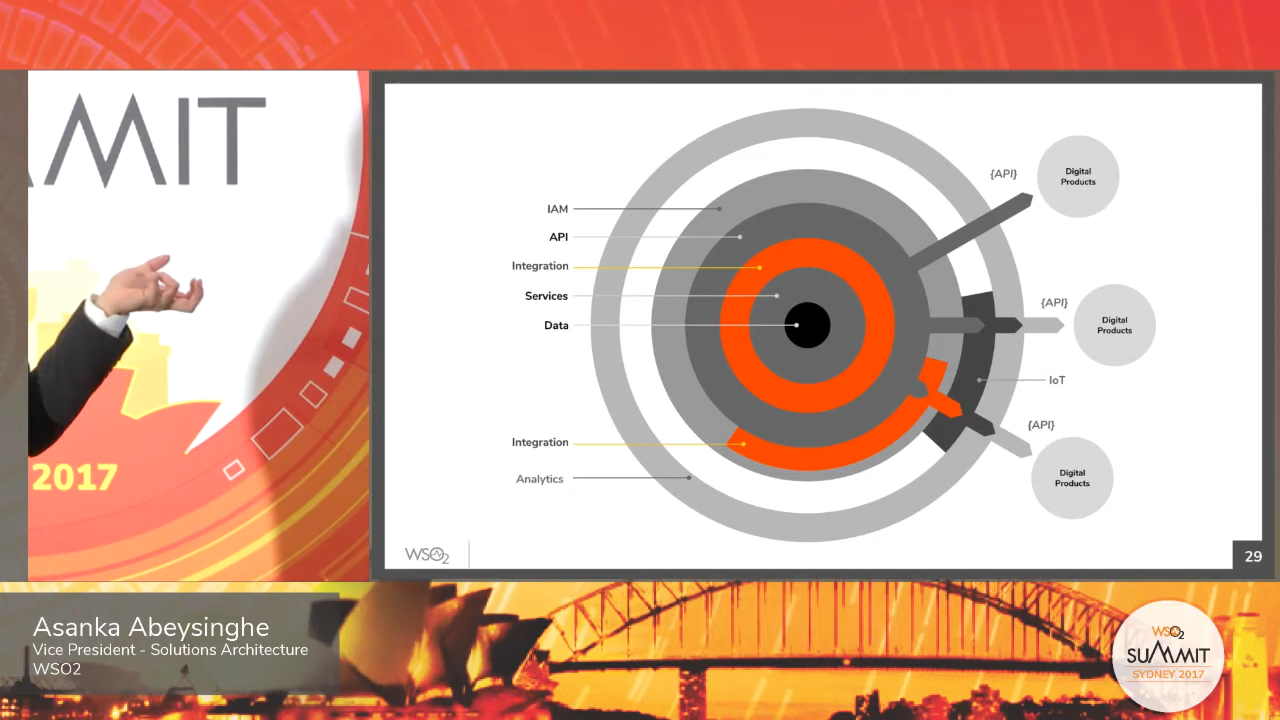 MIT
2017
{API}
Digital
Products
IAM
API
Integration
Services
Data
{API}
Digital
Products
IoT
{API}
Integration
Analytics
Digital
Products
WSO2
29
Asanka Abeysinghe
Vice President - Solutions Architecture
WSO2
WSO2
SUMMIT
SYDNEY 2017